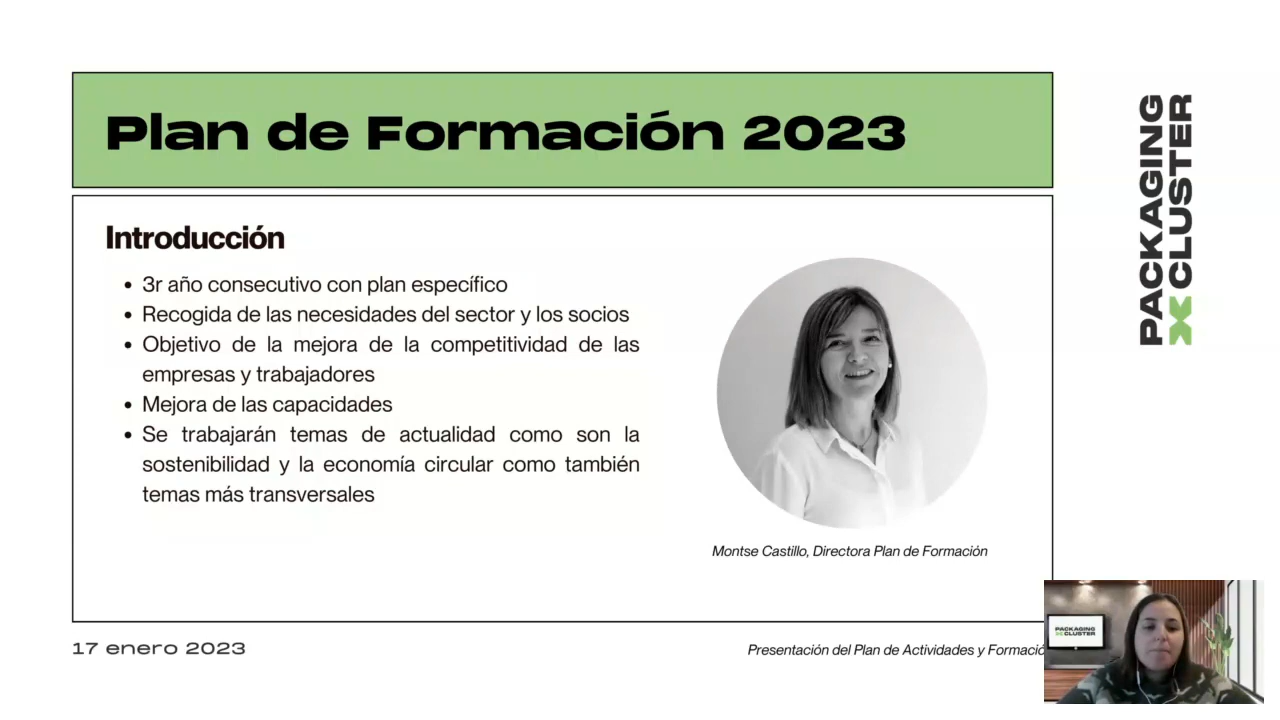 Plan de Formación 2023
PACKAGING
CLUSTER
Introducción
• 3r año consecutivo con plan específico
• Recogida de las necesidades del sector y los socios
• Objetivo de la mejora de la competitividad de las
empresas y trabajadores
• Mejora de las capacidades
• Se trabajarán temas de actualidad como son la
sostenibilidad y la economía circular como también
temas más transversales
Montse Castillo, Directora Plan de Formación
17 enero 2023
Presentación del Plan de Actividades y Formació
PACKAGING
CLUSTER